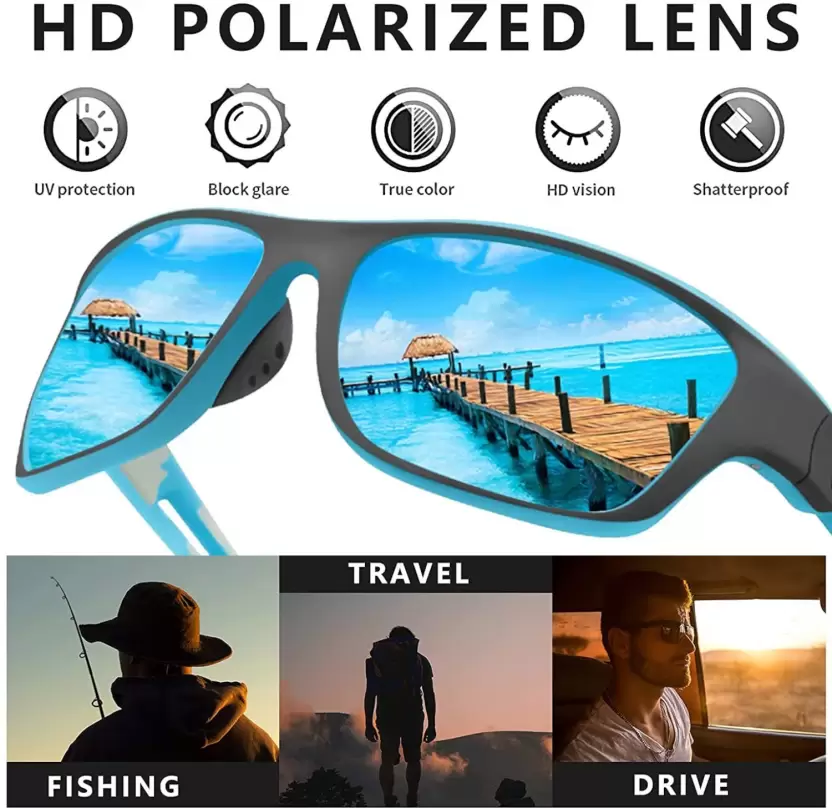 HD POLARIZED LENS
UV protection
Block glare
True color
HD vision
Shatterproof
TRAVEL
FISHING
DRIVE